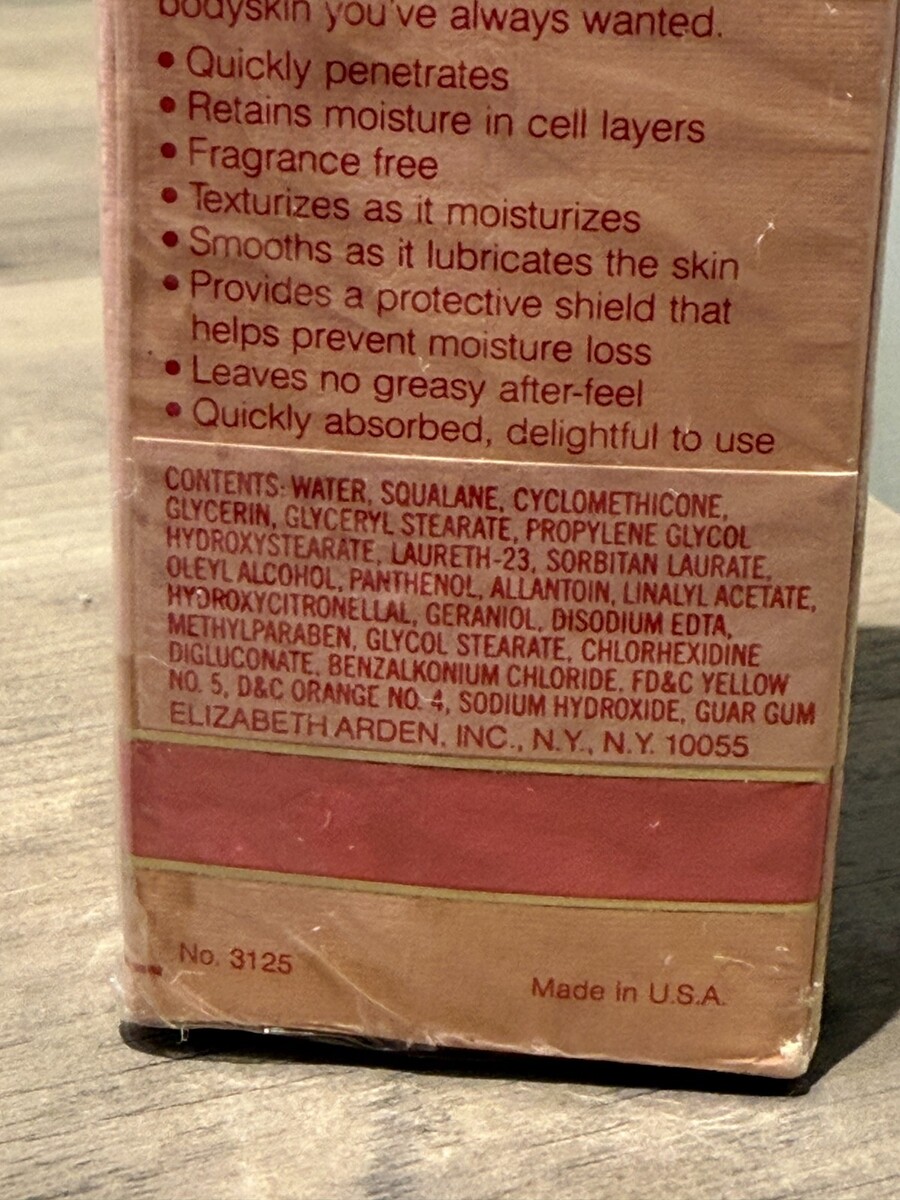 bodyskin you've always wanted.
• Quickly penetrates
• Retains moisture in cell layers
• Fragrance free
• Texturizes as it moisturizes
• Smooths as it lubricates the skin
• Provides a protective shield that
helps prevent moisture loss
• Leaves no greasy after-feel
• Quickly absorbed, delightful to use
CONTENTS: WATER, SQUALANE, CYCLOMETHICONE,
GLYCERIN, GLYCERYL STEARATE, PROPYLENE GLYCOL
HYDROXYSTEARATE, LAURETH-23, SORBITAN LAURATE,
OLEYL ALCOHOL, PANTHENOL, ALLANTOIN, LINALYL ACETATE,
HYDROXYCITRONELLAL, GERANIOL, DISODIUM EDTA,
METHYLPARABEN, GLYCOL STEARATE, CHLORHEXIDINE
DIGLUCONATE, BENZALKONIUM CHLORIDE, FD&C YELLOW
NO. 5, D&C ORANGE NO. 4, SODIUM HYDROXIDE, GUAR GUM
ELIZABETH ARDEN, INC., N.Y., N.Y. 10055
No. 3125
Made in U.S.A.